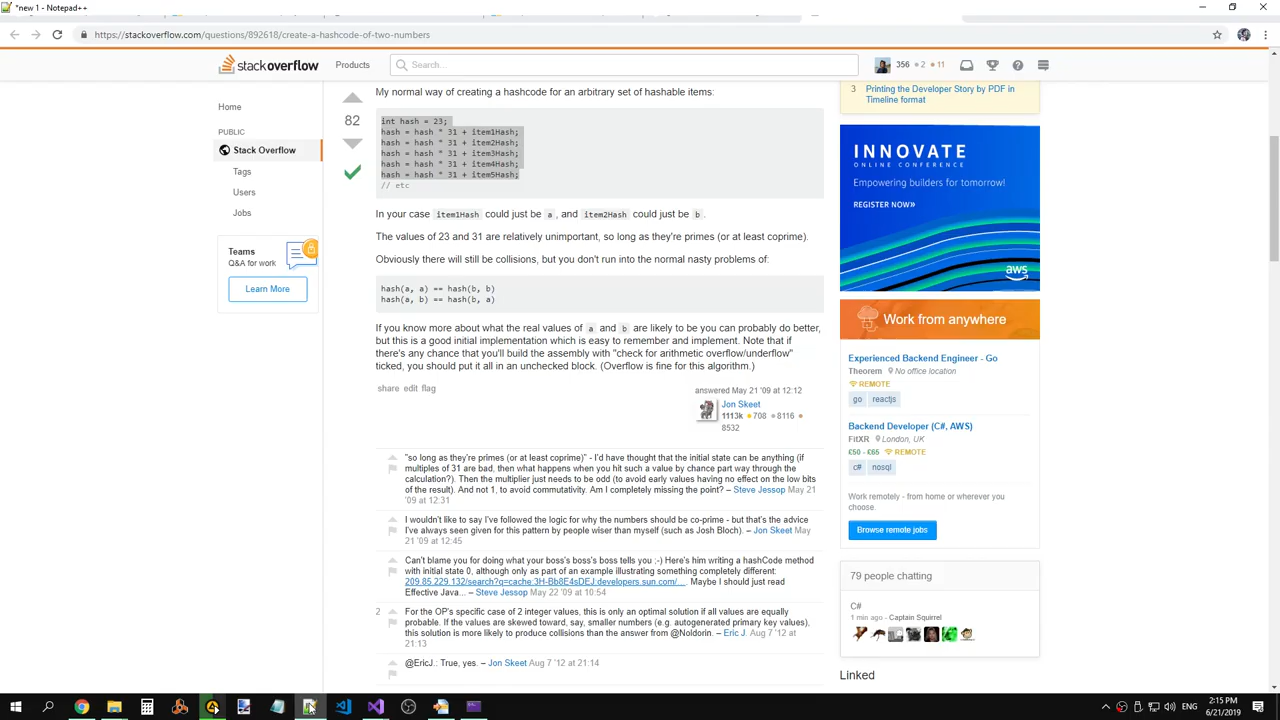 *new 1 - Notepad++
https://stackoverflow.com/questions/892618/create-a-hashcode-of-two-numbers
stackoverflow
Products
Search...
356 2 11
Home
PUBLIC
Stack Overflow
Tags
Users
Jobs
Teams
Q&A for work
Learn More
My normal way of creating a hashcode for an arbitrary set of hashable items:
82
int hash = 23;
hash = hash * 31 + item1Hash;
hash = hash * 31 + item2Hash;
hash = hash * 31 + item3Hash;
hash = hash * 31 + item4Hash;
hash = hash * 31 + item5Hash;
// etc
In your case item1Hash could just be a, and item2Hash could just be b.
The values of 23 and 31 are relatively unimportant, so long as they're primes (or at least coprime).
Obviously there will still be collisions, but you don't run into the normal nasty problems of:
hash(a, a) == hash(b, b)
hash(a, b) == hash(b, a)
If you know more about what the real values of a and b are likely to be you can probably do better,
but this is a good initial implementation which is easy to remember and implement. Note that if
there's any chance that you'll build the assembly with "check for arithmetic overflow/underflow"
ticked, you should put it all in an unchecked block. (Overflow is fine for this algorithm.)
share edit flag
answered May 21 '09 at 12:12
Jon Skeet
1113k 708 8116
8532
"so long as they're primes (or at least coprime)" - I'd have thought that the initial state can be anything (if
multiples of 31 are bad, then what happens when you hit such a value by chance part way through the
calculation?). Then the multiplier just needs to be odd (to avoid early values having no effect on the low bits
of the result). And not 1, to avoid commutativity. Am I completely missing the point? – Steve Jessop May 21
'09 at 12:31
I wouldn't like to say I've followed the logic for why the numbers should be co-prime - but that's the advice
I've always seen given for this pattern by people wiser than myself (such as Josh Bloch). – Jon Skeet May
21 '09 at 12:45
Can't blame you for doing what your boss's boss's boss tells you ;-) Here's him writing a hashCode method
with initial state 0, although only as part of an example illustrating something completely different:
209.85.229.132/search?q=cache:3H-Bb8E4sDEJ:developers.sun.com/… . Maybe I should just read
Effective Java... – Steve Jessop May 22 '09 at 10:54
2 For the OP's specific case of 2 integer values, this is only an optimal solution if all values are equally
probable. If the values are skewed toward, say, smaller numbers (e.g. autogenerated primary key values),
this solution is more likely to produce collisions than the answer from @Noldorin. – Eric J. Aug 7 '12 at
21:13
@EricJ.: True, yes. – Jon Skeet Aug 7 '12 at 21:14
3 Printing the Developer Story by PDF in
Timeline format
INNOVATE
ONLINE CONFERENCE
Empowering builders for tomorrow!
REGISTER NOW»
aws
Work from anywhere
Experienced Backend Engineer - Go
Theorem No office location
REMOTE
go reactjs
Backend Developer (C#, AWS)
FitXR London, UK
€50 - €65 REMOTE
c# nosql
Work remotely - from home or wherever you
choose.
Browse remote jobs
79 people chatting
C#
1 min ago - Captain Squirrel
Linked
ENG
2:15 PM
6/21/2019